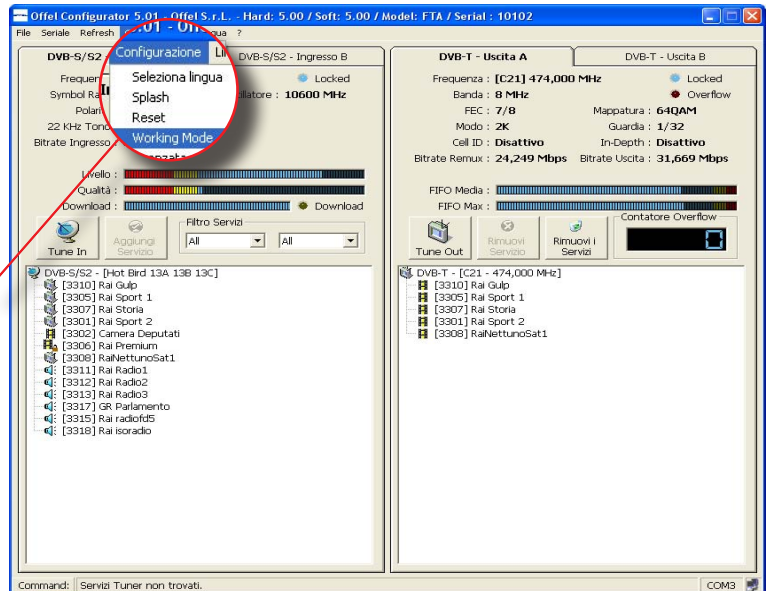 Offel Configurator 5.01 - Offel S.r.L. - Hard: 5.00 / Soft: 5.00 / Model: FTA / Serial : 10102
File Seriale Refresh ?
5.01 - Off
Configurazione
Seleziona lingua
Splash
Reset
Working Mode
DVB-S/S2 -
DVB-S/S2 - Ingresso B
Locked
: 10600 MHz
22 KHz
Bitrate Ingresso
Livello :
Qualità :
Download :
Download
Tune In
Aggiungi Servizio
Filtro Servizi
All
All
DVB-S/S2 - [Hot Bird 13A 13B 13C]
[3310] Rai Gulp
[3305] Rai Sport 1
[3307] Rai Storia
[3301] Rai Sport 2
[3302] Camera Deputati
[3306] Rai Premium
[3308] RaiNettunoSat1
[3311] Rai Radio1
[3312] Rai Radio2
[3313] Rai Radio3
[3317] GR Parlamento
[3315] Rai radiofd5
[3318] Rai isoradio
DVB-T - Uscita A
DVB-T - Uscita B
Frequenza : [C21] 474,000 MHz
Locked
Banda : 8 MHz
Overflow
FEC : 7/8
Mappatura : 64QAM
Modo : 2K
Guardia : 1/32
Cell ID : Disattivo
In-Depth : Disattivo
Bitrate Remux : 24,249 Mbps
Bitrate Uscita : 31,669 Mbps
FIFO Media :
FIFO Max :
Tune Out
Rimuovi Servizio
Rimuovi i Servizi
Contatore Overflow
0
DVB-T - [C21 - 474,000 MHz]
[3310] Rai Gulp
[3305] Rai Sport 1
[3307] Rai Storia
[3301] Rai Sport 2
[3308] RaiNettunoSat1
Command: Servizi Tuner non trovati.
COM3